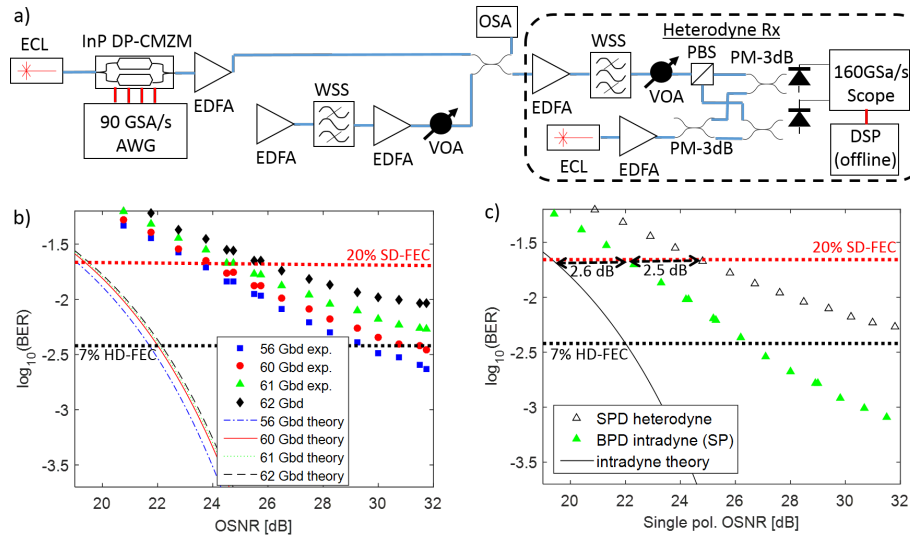 a)
ECL
InP DP-CMZM
90 GSA/s
AWG
EDFA
EDFA
WSS
EDFA
VOA
OSA
Heterodyne Rx
EDFA
WSS
VOA
PBS
PM-3dB
ECL
EDFA
PM-3dB
160GSa/s
Scope
DSP
(offline)
b)
log10(BER)
-1.5
-2
-2.5
-3
-3.5
20% SD-FEC
7% HD-FEC
56 Gbd exp.
60 Gbd exp.
61 Gbd exp.
62 Gbd
56 Gbd theory
60 Gbd theory
61 Gbd theory
62 Gbd theory
20 22 24 26 28 30 32
OSNR [dB]
c)
log10(BER)
-1.5
-2
-2.5
-3
-3.5
20% SD-FEC
2.6 dB
2.5 dB
7% HD-FEC
SPD heterodyne
BPD intradyne (SP)
intradyne theory
20 22 24 26 28 30 32
Single pol. OSNR [dB]